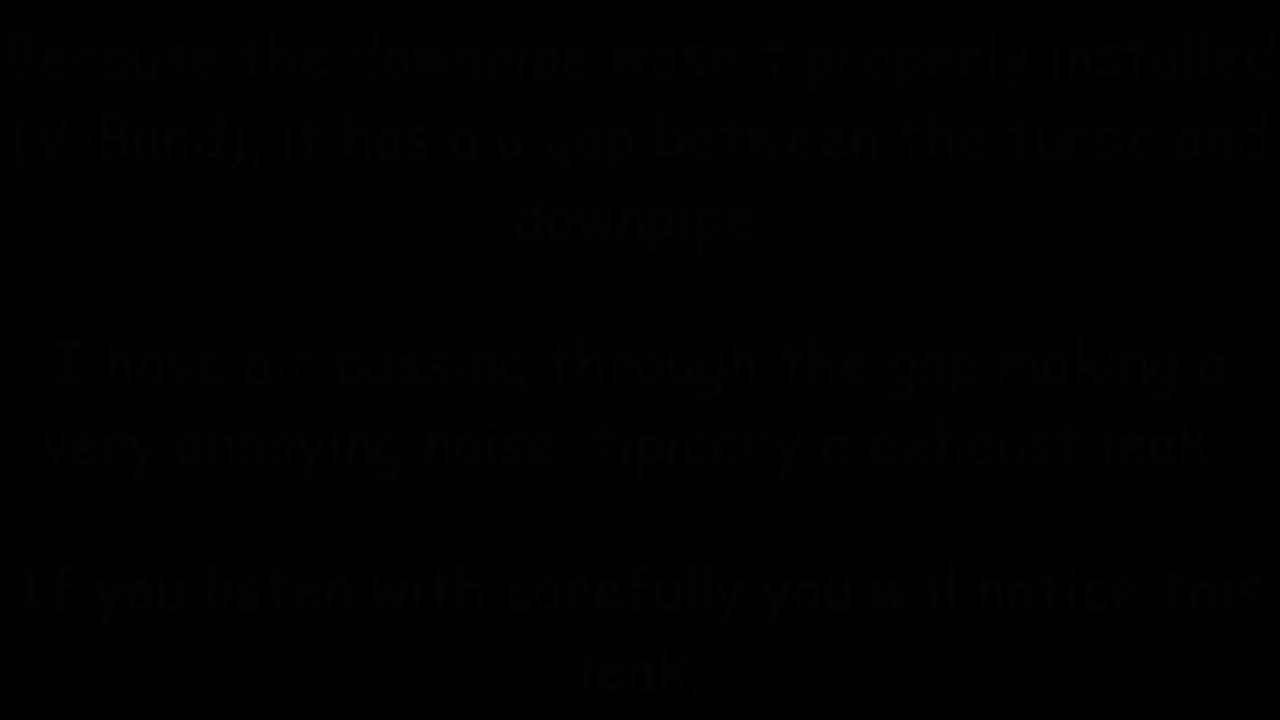 Because the downpipe wasn't properly installed
(V-Band), it has a a gap between the turbo and
downpipe.
I have air passing through the gap making a
very annoying noise.. tipically a exhaust leak.
If you listen with carefully you will notice this
leak.